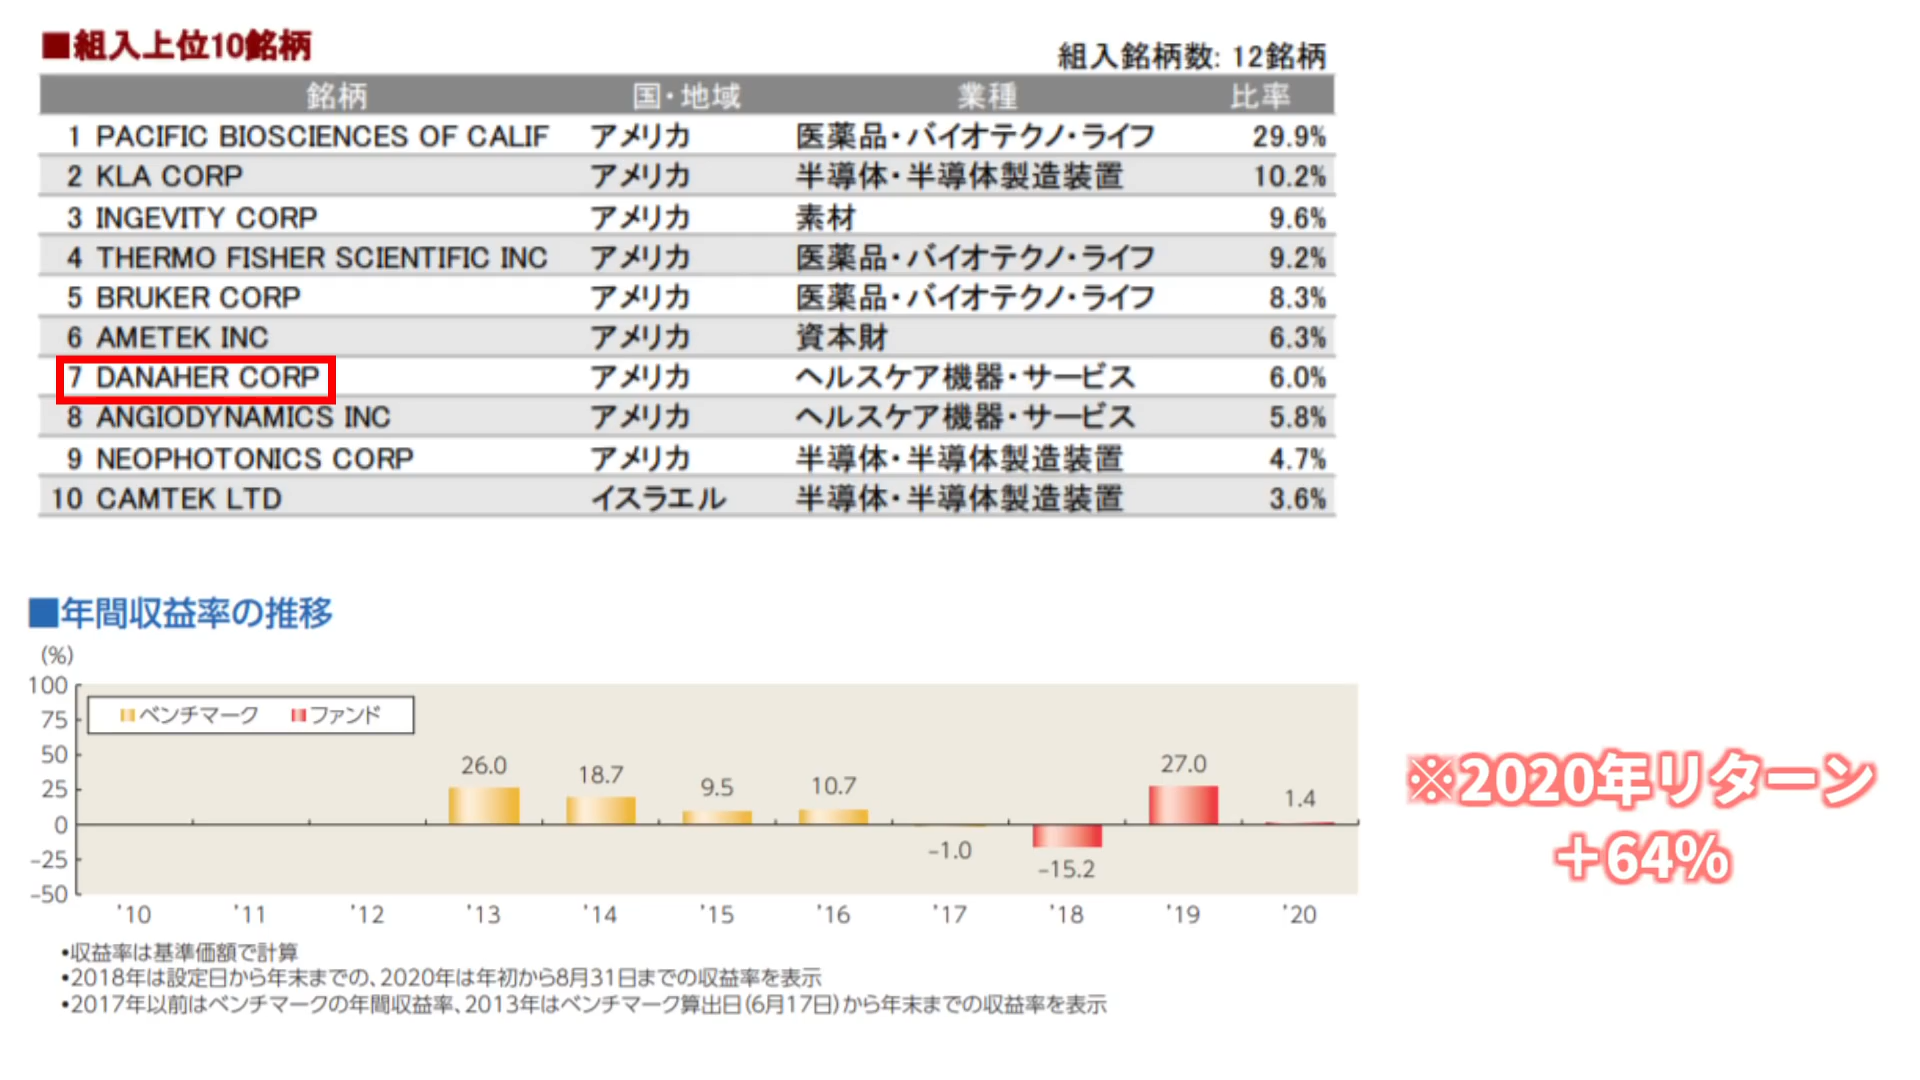 ■組入上位10銘柄
組入銘柄数: 12銘柄
銘柄 国・地域 業種 比率
1 PACIFIC BIOSCIENCES OF CALIF アメリカ 医薬品・バイオテクノ・ライフ 29.9%
2 KLA CORP アメリカ 半導体・半導体製造装置 10.2%
3 INGEVITY CORP アメリカ 素材 9.6%
4 THERMO FISHER SCIENTIFIC INC アメリカ 医薬品・バイオテクノ・ライフ 9.2%
5 BRUKER CORP アメリカ 医薬品・バイオテクノ・ライフ 8.3%
6 AMETEK INC アメリカ 資本財 6.3%
7 DANAHER CORP アメリカ ヘルスケア機器・サービス 6.0%
8 ANGIODYNAMICS INC アメリカ ヘルスケア機器・サービス 5.8%
9 NEOPHOTONICS CORP アメリカ 半導体・半導体製造装置 4.7%
10 CAMTEK LTD イスラエル 半導体・半導体製造装置 3.6%
■年間収益率の推移
(%)
100
75
50
25
0
–25
–50
ベンチマーク ファンド
26.0 18.7 9.5 10.7 –1.0 –15.2 27.0 1.4
'10 '11 '12 '13 '14 '15 '16 '17 '18 '19 '20
※2020年リターン
+64%
•収益率は基準価額で計算
•2018年は設定日から年末までの、2020年は年初から8月31日までの収益率を表示
•2017年以前はベンチマークの年間収益率、2013年はベンチマーク算出日(6月17日)から年末までの収益率を表示